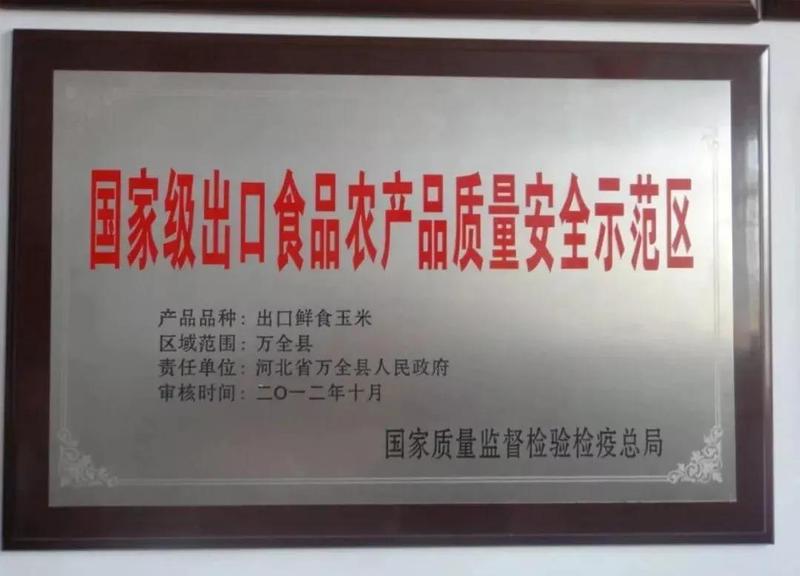 国家级出口食品农产品质量安全示范区
产品品种：出口鲜食玉米
区域范围：万全县
责任单位：河北省万全县人民政府
审核时间：二〇一二年十月
国家质量监督检验检疫总局